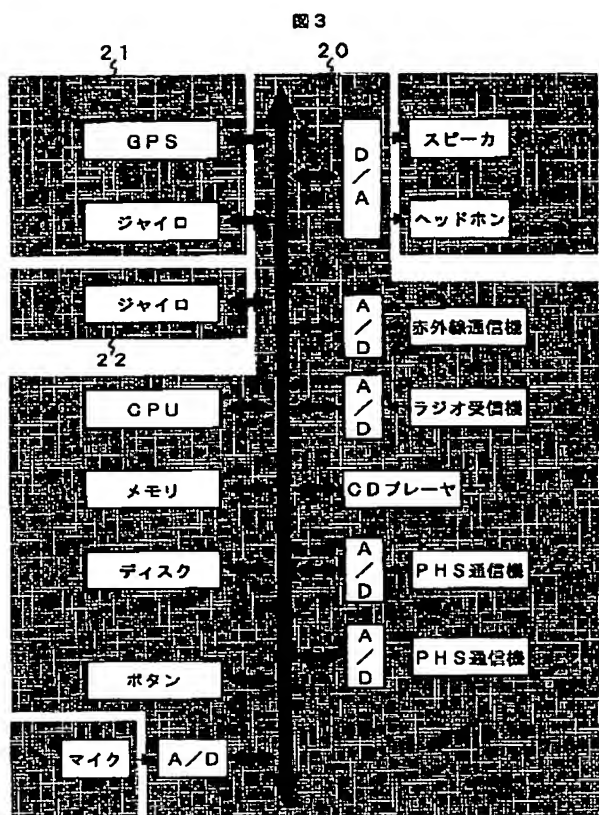 図3
21
20
GPS
ジャイロ
ジャイロ
22
CPU
メモリ
ディスク
ボタン
マイク
A/D
D/A
スピーカ
ヘッドホン
A/D
赤外線通信機
A/D
ラジオ受信機
CDプレーヤ
A/D
PHS通信機
A/D
PHS通信機